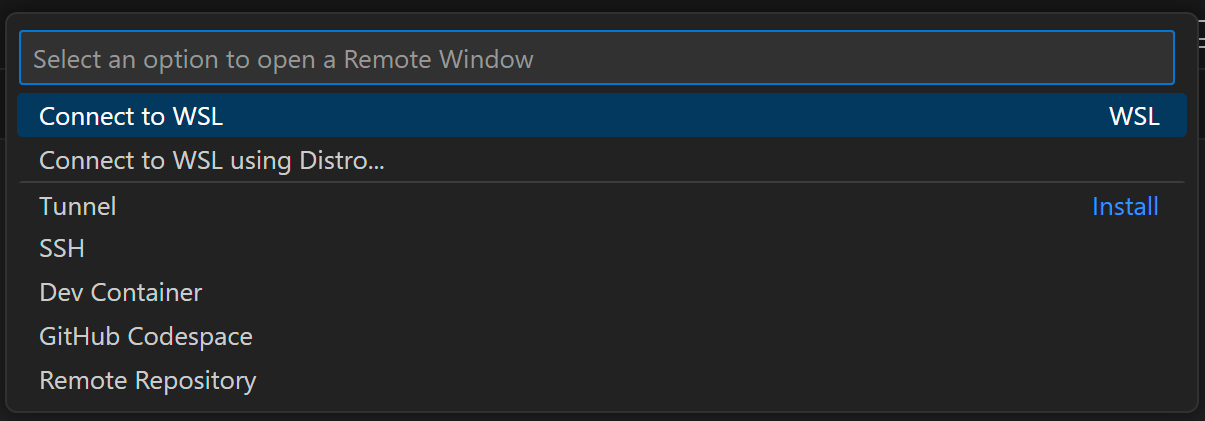 Select an option to open a Remote Window
Connect to WSL WSL
Connect to WSL using Distro...
Tunnel Install
SSH
Dev Container
GitHub Codespace
Remote Repository